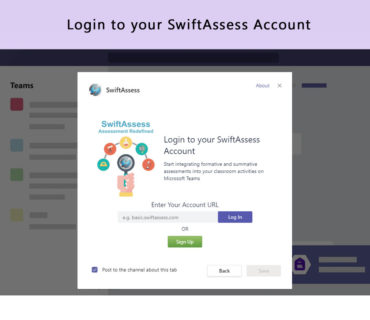 Login to your SwiftAssess Account
Teams
SwiftAssess
About
SwiftAssess
Assessment Redefined
Login to your SwiftAssess
Account
Start integrating formative and summative
assessments into your classroom activities on
Microsoft Teams
Enter Your Account URL
e.g. basic.swiftassess.com
Log In
OR
Sign Up
Post to the channel about this tab
Back
Save